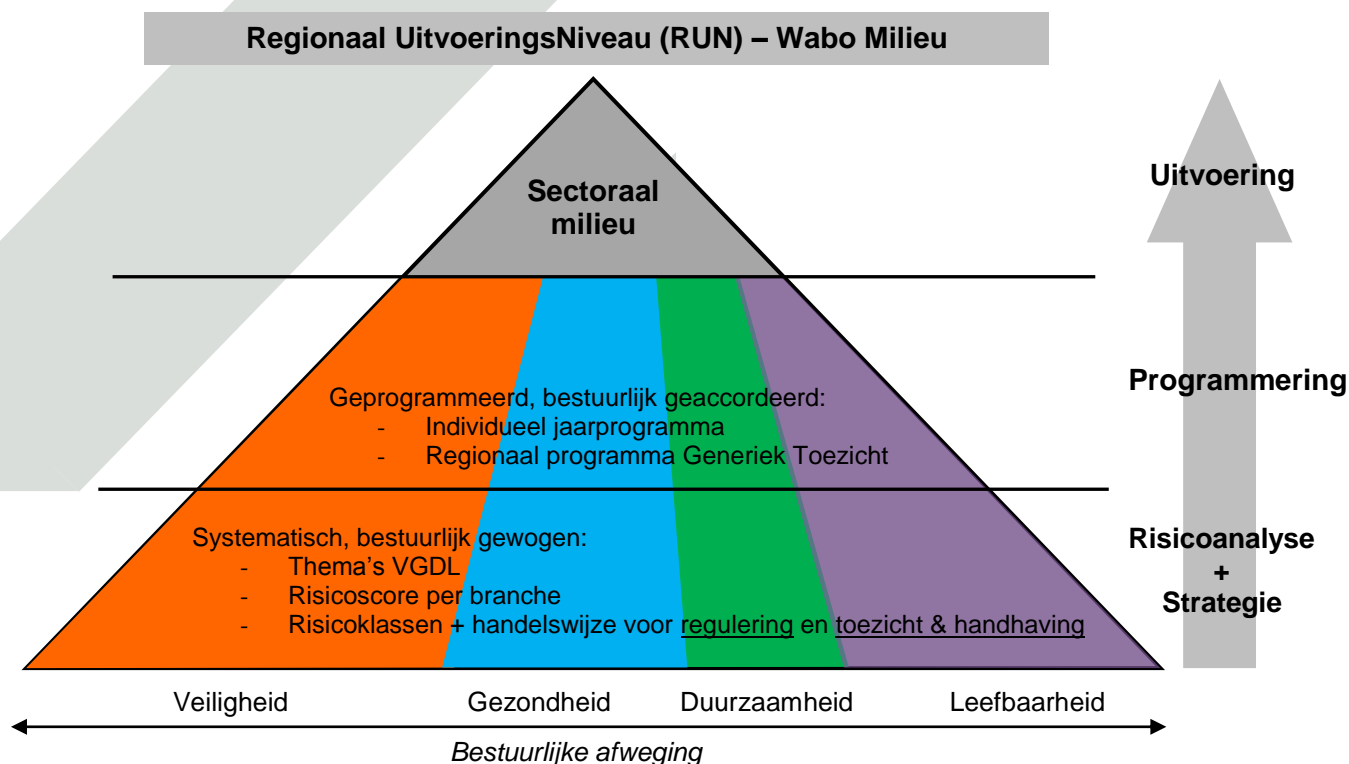 Regionaal UitvoeringsNiveau (RUN) – Wabo Milieu
Sectoraal
milieu
Uitvoering
Geprogrammeerd, bestuurlijk geaccordeerd:
- Individueel jaarprogramma
- Regionaal programma Generiek Toezicht
Programmering
Systematisch, bestuurlijk gewogen:
- Thema's VGDL
- Risicoscore per branche
- Risicoklassen + handelswijze voor regulering en toezicht & handhaving
Risicoanalyse
+
Strategie
Veiligheid Gezondheid Duurzaamheid Leefbaarheid
Bestuurlijke afweging